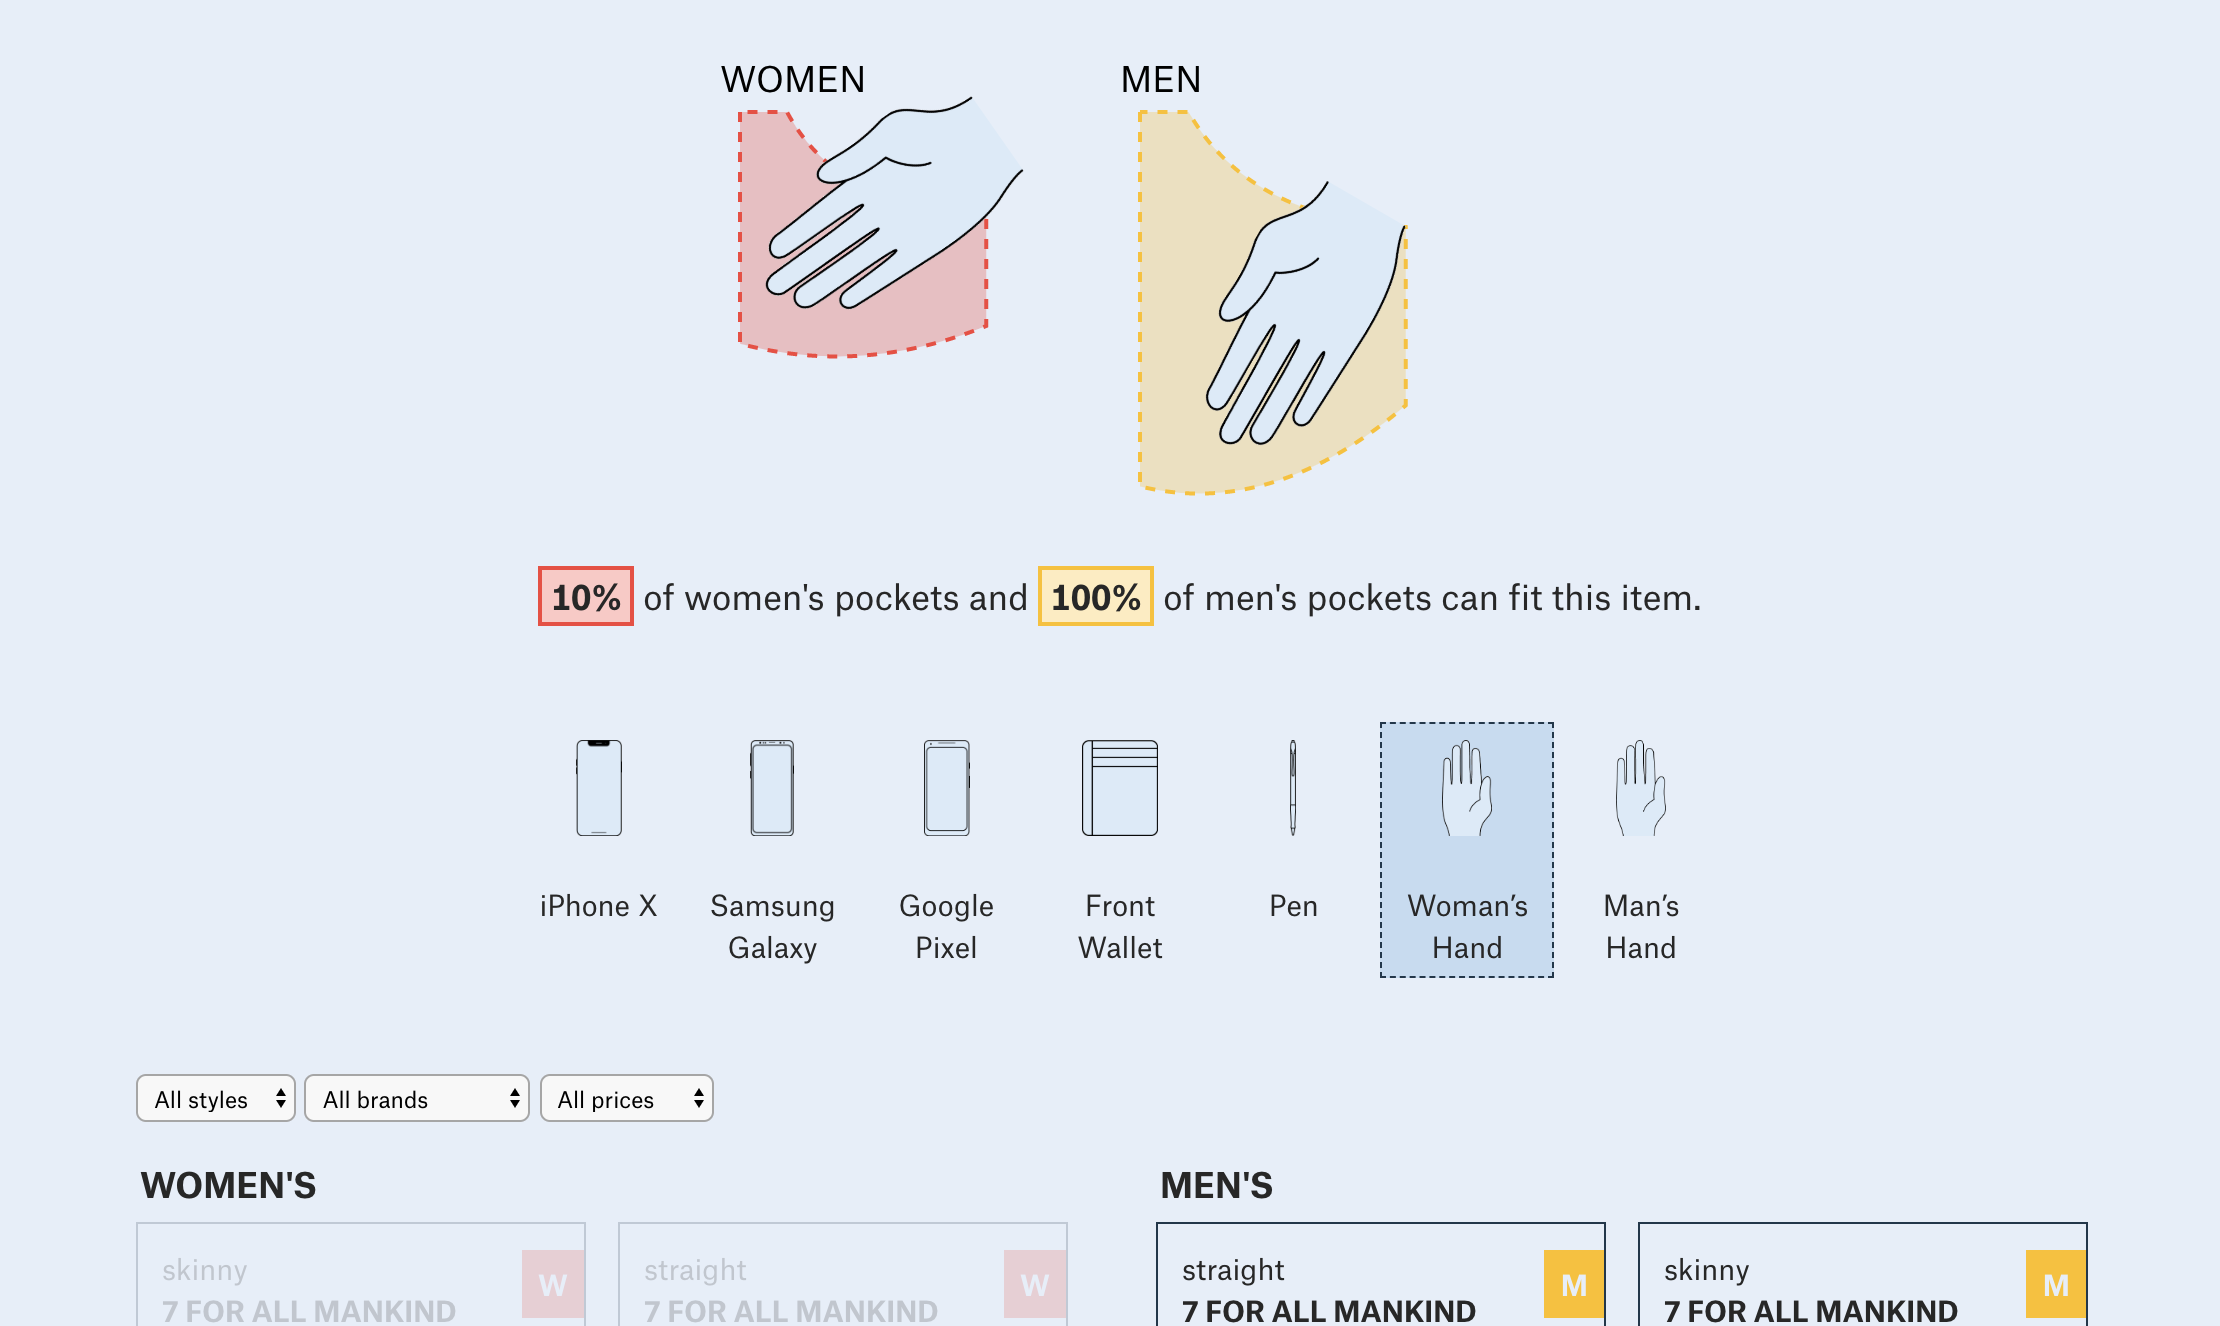 WOMEN
MEN
10% of women's pockets and 100% of men's pockets can fit this item.
iPhone X
Samsung
Galaxy
Google
Pixel
Front
Wallet
Pen
Woman’s
Hand
Man’s
Hand
All styles
All brands
All prices
WOMEN'S
skinny
W
7 FOR ALL MANKIND
straight
W
7 FOR ALL MANKIND
MEN'S
straight
M
7 FOR ALL MANKIND
skinny
M
7 FOR ALL MANKIND